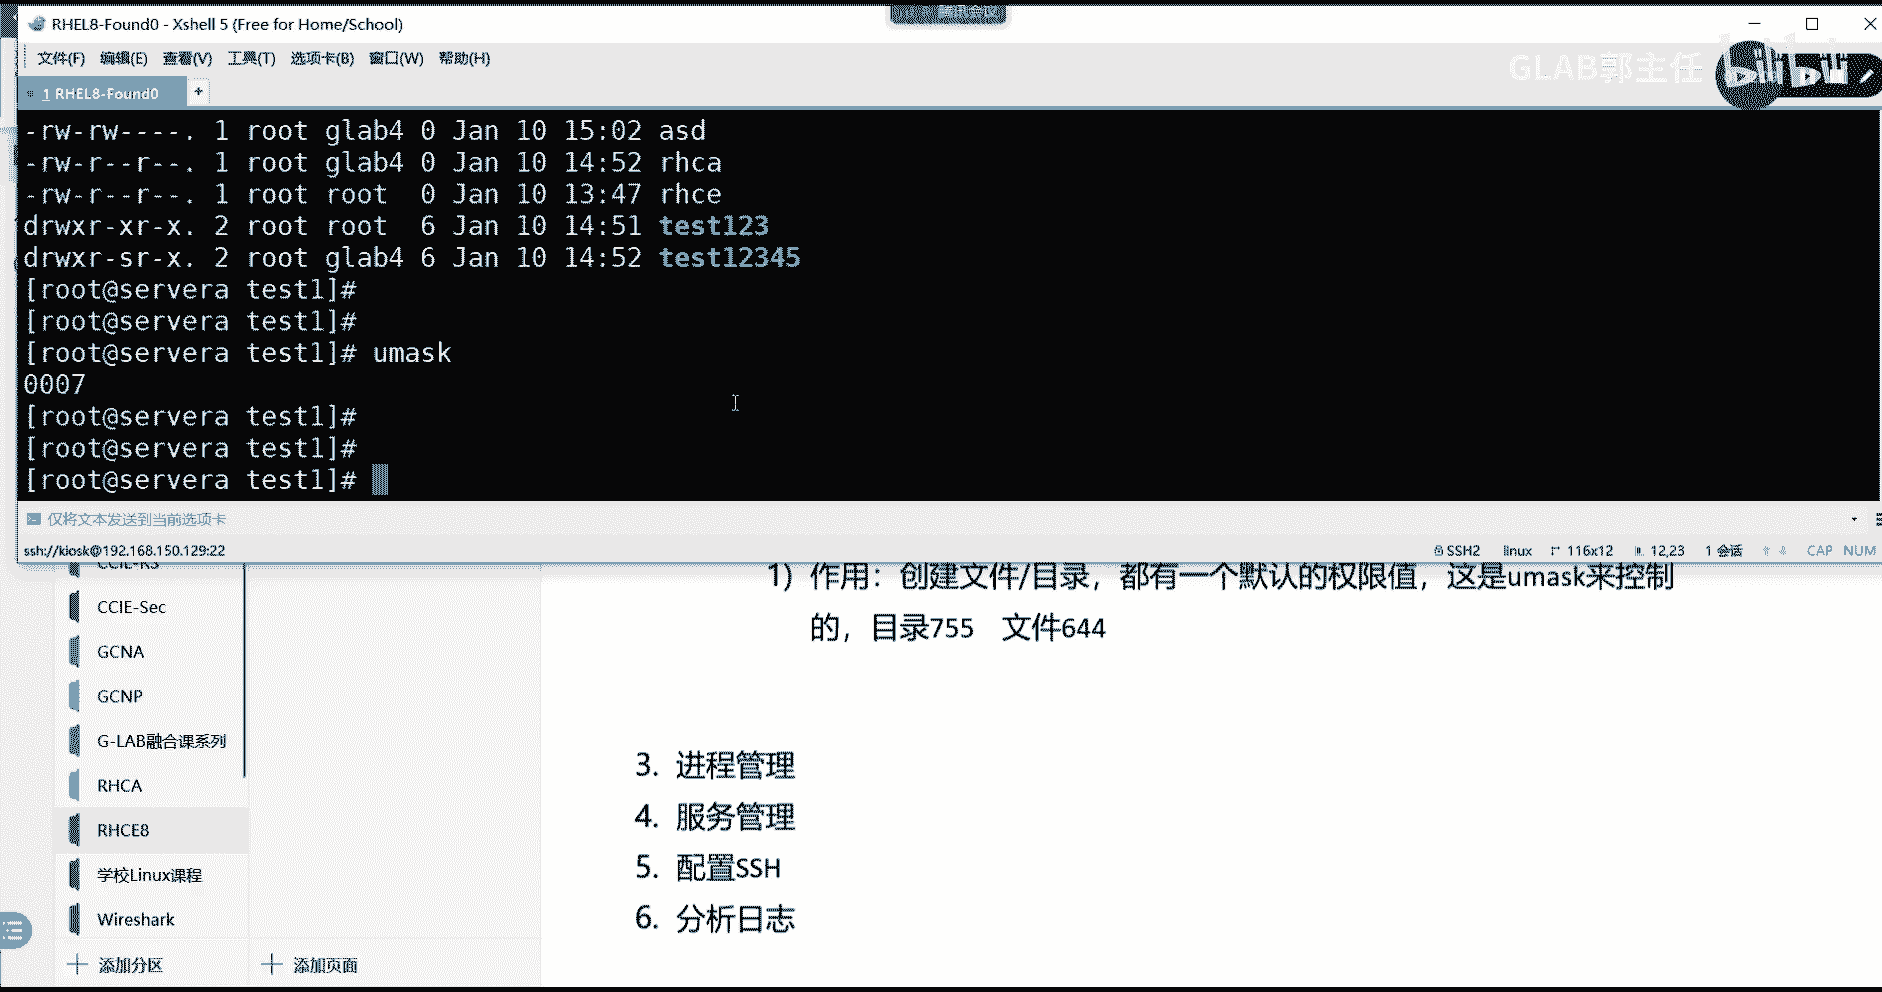 RHEL8-Found0 - Xshell 5 (Free for Home/School)
腾讯会议
文件(F) 编辑(E) 查看(V) 工具(T) 选项卡(B) 窗口(W) 帮助(H)
GLAB郭主任
bilibili
1 RHEL8-Found0 +
-rw-rw----. 1 root glab4 0 Jan 10 15:02 asd
-rw-r--r--. 1 root glab4 0 Jan 10 14:52 rhca
-rw-r--r--. 1 root root  0 Jan 10 13:47 rhce
drwxr-xr-x. 2 root root  6 Jan 10 14:51 test123
drwxr-sr-x. 2 root glab4 6 Jan 10 14:52 test12345
[root@servera test1]#
[root@servera test1]#
[root@servera test1]# umask
0007
[root@servera test1]#
[root@servera test1]#
[root@servera test1]#
仅将文本发送到当前选项卡
ssh://kiosk@192.168.150.129:22 SSH2 linux 116x12 12,23 1 会话 CAP NUM
CCIE-RS
CCIE-Sec
GCNA
GCNP
G-LAB融合课系列
RHCA
RHCE8
学校Linux课程
Wireshark
添加分区 添加页面
1) 作用：创建文件/目录，都有一个默认的权限值，这是umask来控制
的，目录755 文件644
3. 进程管理
4. 服务管理
5. 配置SSH
6. 分析日志